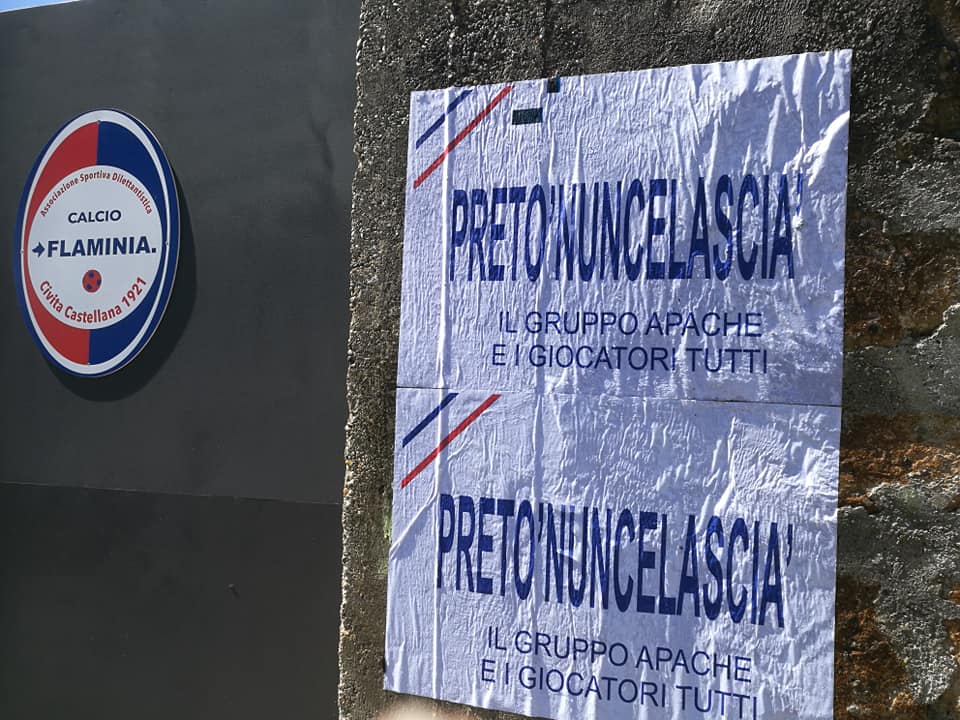 Associazione Sportiva Dilettantistica
CALCIO
FLAMINIA.
Civita Castellana 1921
PRETO'NUNCELASCIA'
IL GRUPPO APACHE
E I GIOCATORI TUTTI
PRETO'NUNCELASCIA'
IL GRUPPO APACHE
E I GIOCATORI TUTTI